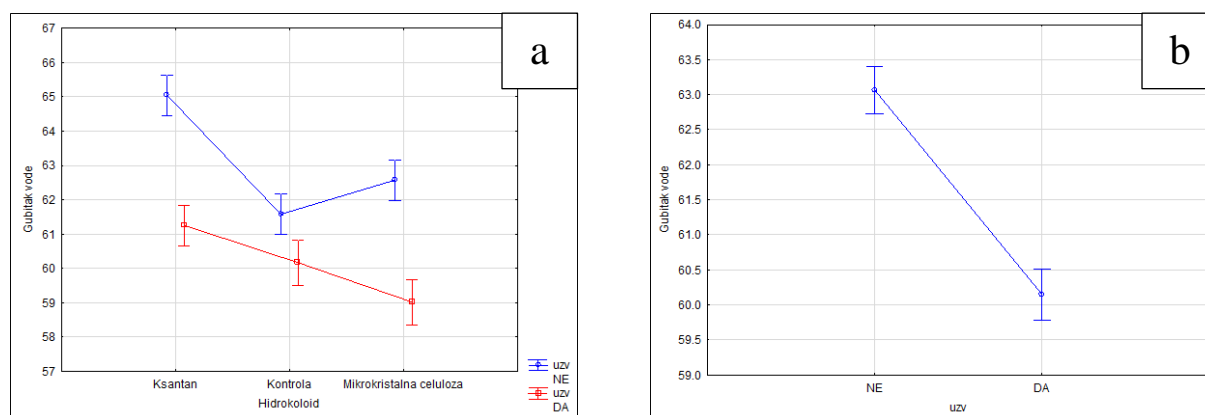 a
67
66
65
64
63
62
61
60
59
58
57
Gubitak vode
Ksantan
Kontrola
Mikrokristalna celuloza
Hidrokoloid
uzv
NE
uzv
DA
b
64.0
63.5
63.0
62.5
62.0
61.5
61.0
60.5
60.0
59.5
59.0
Gubitak vode
NE
DA
uzv